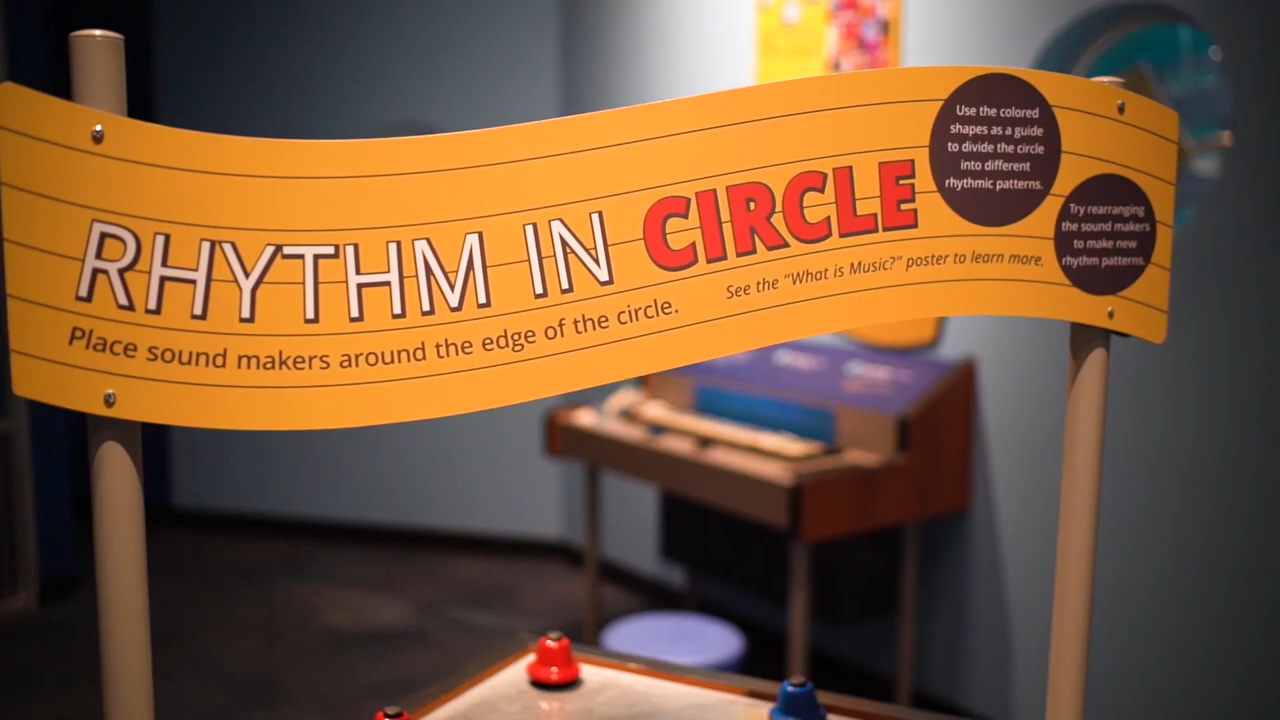 RHYTHM IN CIRCLE
Place sound makers around the edge of the circle.
See the “What is Music?” poster to learn more.
Use the colored
shapes as a guide
to divide the circle
into different
rhythmic patterns.
Try rearranging
the sound makers
to make new
rhythm patterns.